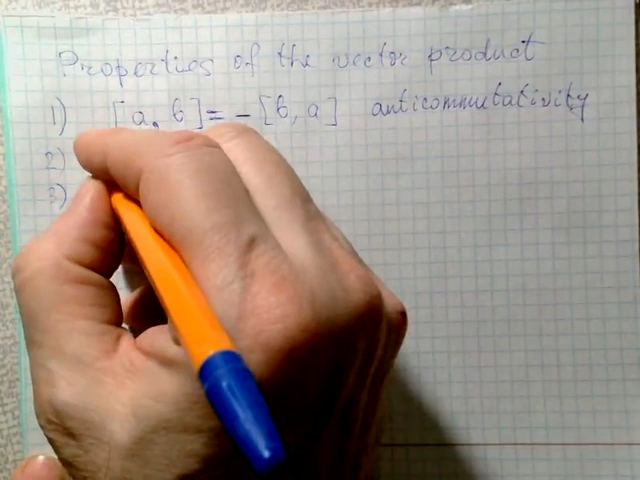 Properties of the vector product
1) [a, b] = -[b, a] anticommutativity
2)
3)